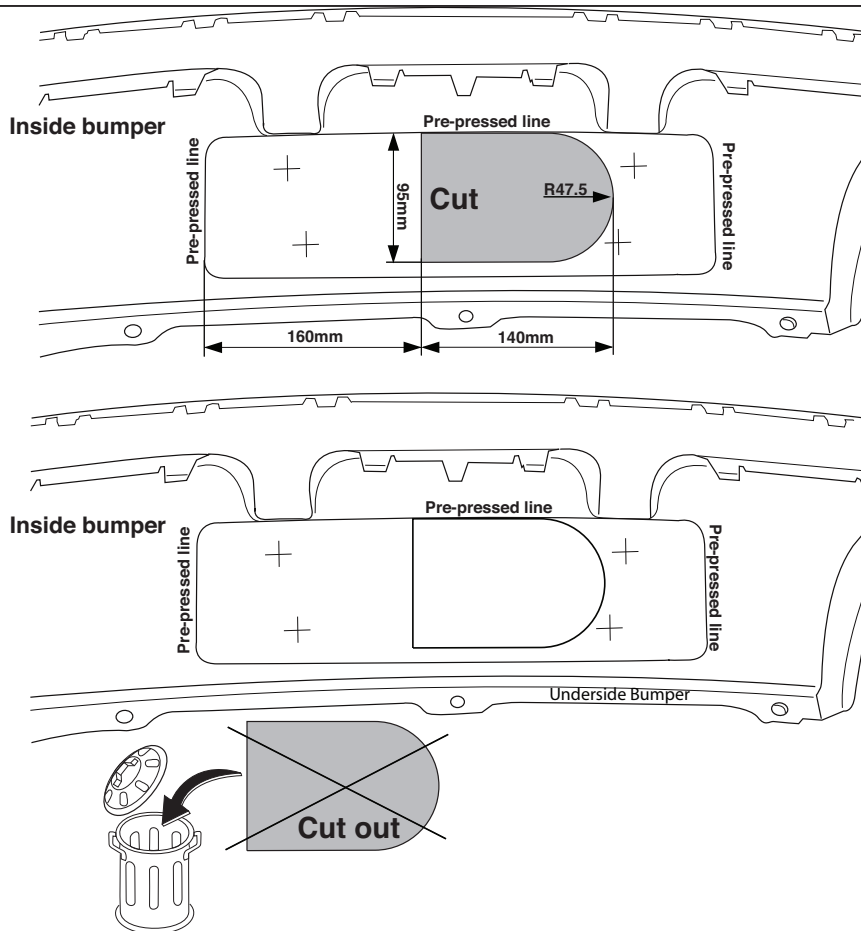 Inside bumper
Pre-pressed line
Pre-pressed line
Pre-pressed line
95mm
Cut
R47.5
160mm
140mm
Inside bumper
Pre-pressed line
Pre-pressed line
Pre-pressed line
Underside Bumper
Cut out